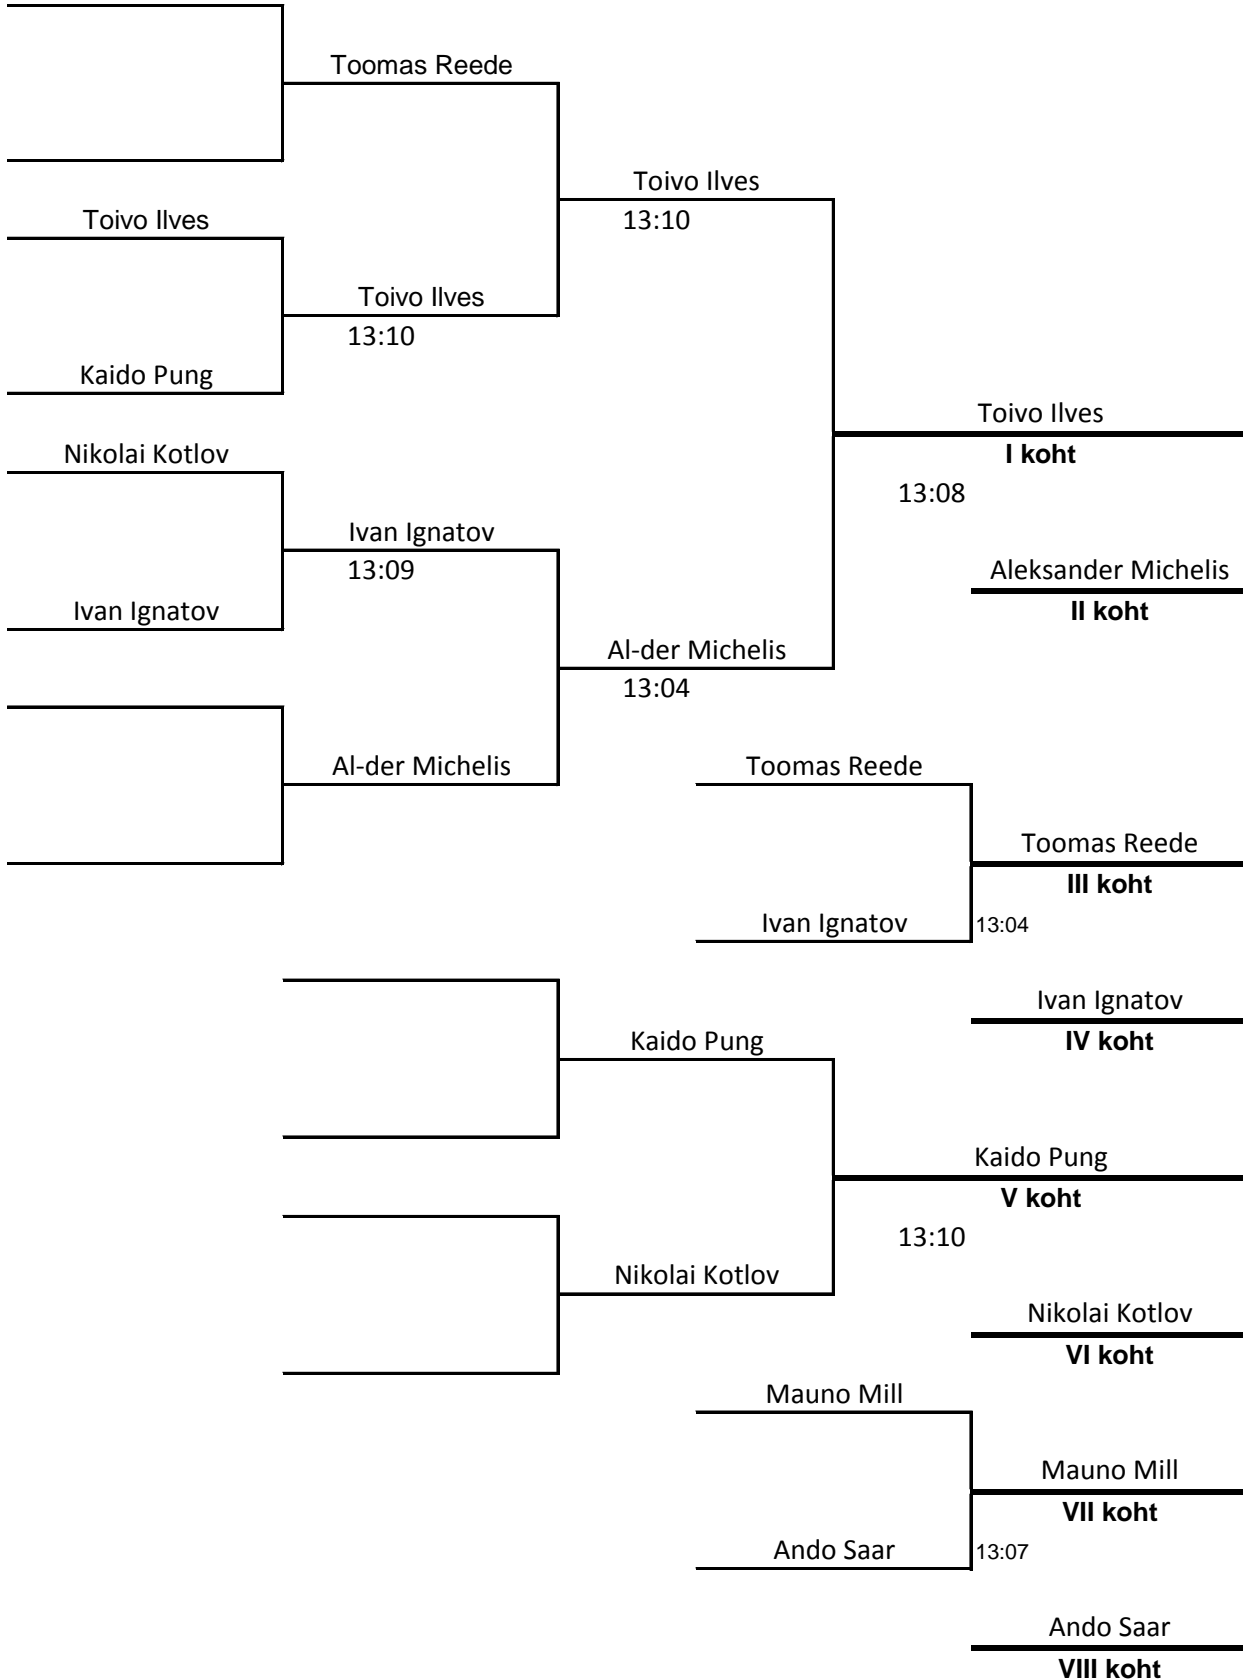 Toomas Reede
Toivo Ilves
13:10
Toivo Ilves
Toivo Ilves
13:10
Kaido Pung
Toivo Ilves
I koht
13:08
Nikolai Kotlov
Ivan Ignatov
13:09
Aleksander Michelis
II koht
Ivan Ignatov
Al-der Michelis
13:04
Al-der Michelis
Toomas Reede
Toomas Reede
III koht
Ivan Ignatov
13:04
Ivan Ignatov
IV koht
Kaido Pung
Kaido Pung
V koht
13:10
Nikolai Kotlov
Nikolai Kotlov
VI koht
Mauno Mill
Mauno Mill
VII koht
Ando Saar
13:07
Ando Saar
VIII koht